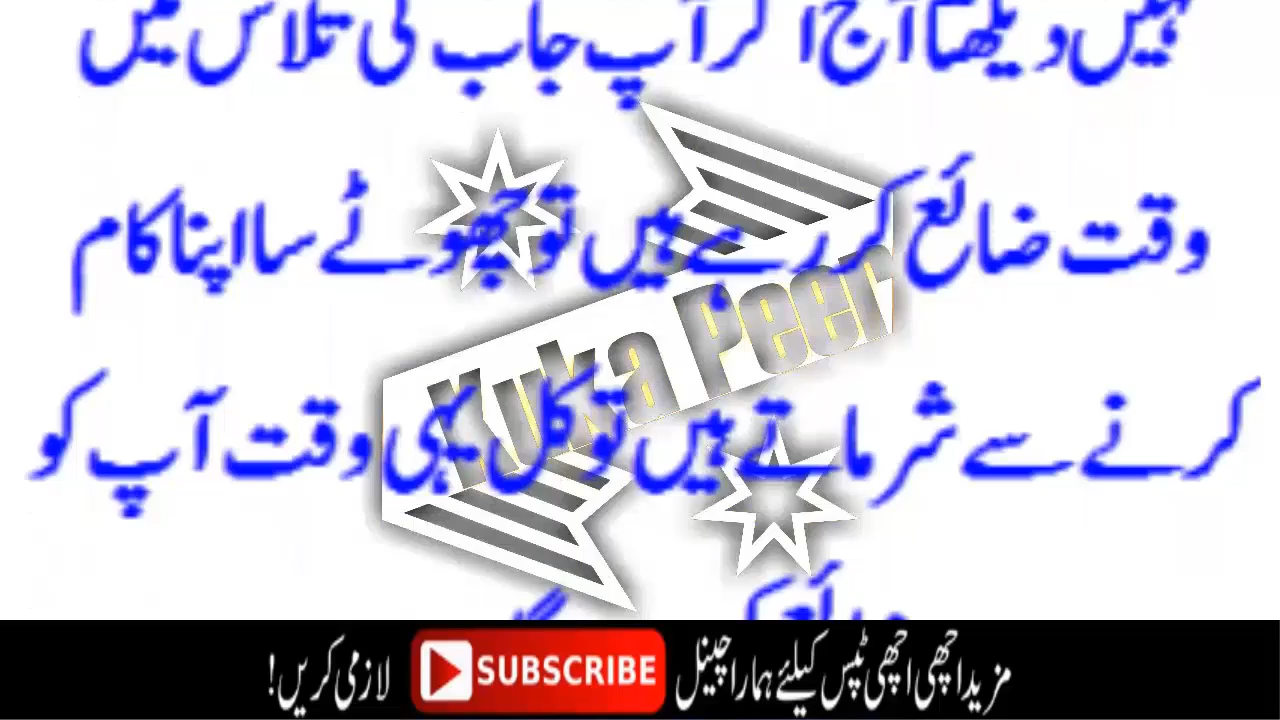 نہیں دیکھتا آج اگر آپ جاب کی تلاس میں
وقت ضائع کر رہے ہیں تو چھوٹے سا اپنا کام
کرنے سے شرماتے ہیں تو کل یہی وقت آپ کو
Kuka Peer
مزید اچھی اچھی ٹپس کیلئے ہمارا چینل SUBSCRIBE لازمی کریں!